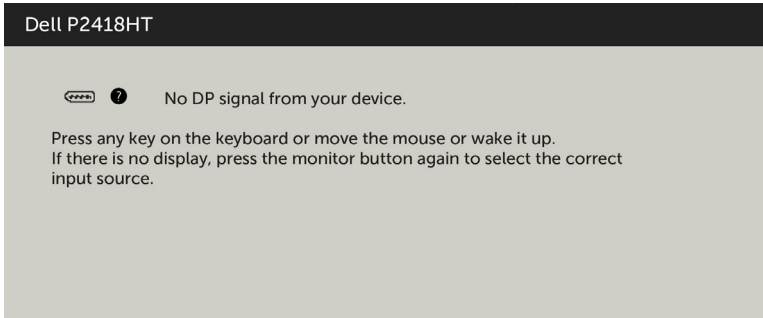 Dell P2418HT
? No DP signal from your device.
Press any key on the keyboard or move the mouse or wake it up.
If there is no display, press the monitor button again to select the correct
input source.